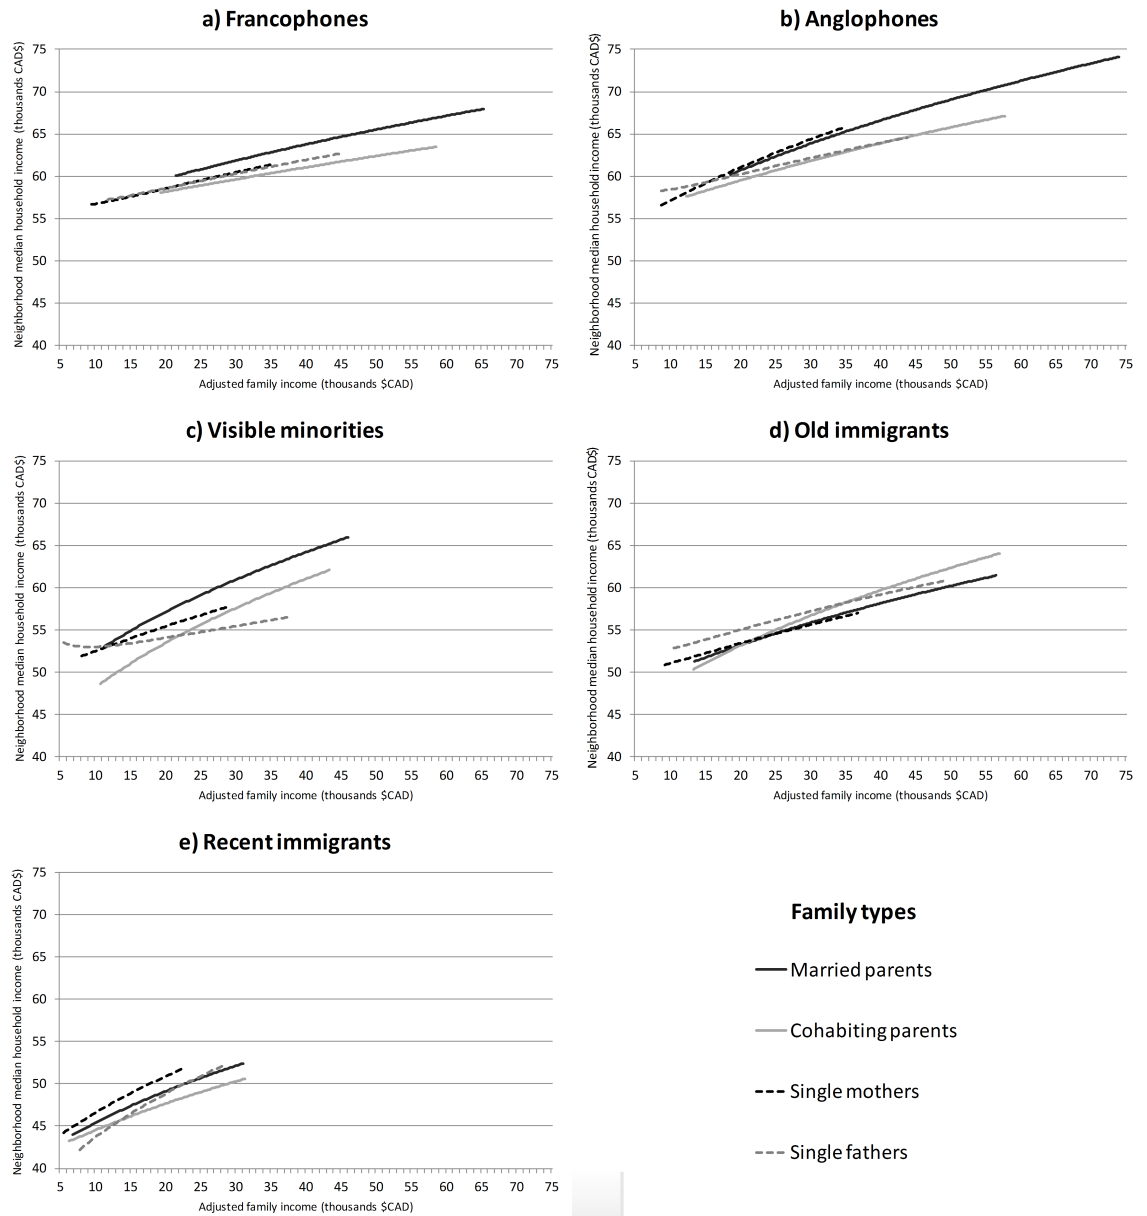 a) Francophones
Neighborhood median household income (thousands CAD$)
75
70
65
60
55
50
45
40
5 10 15 20 25 30 35 40 45 50 55 60 65 70 75
Adjusted family income (thousands $CAD)
b) Anglophones
Neighborhood median household income (thousands CAD$)
75
70
65
60
55
50
45
40
5 10 15 20 25 30 35 40 45 50 55 60 65 70 75
Adjusted family income (thousands $CAD)
c) Visible minorities
Neighborhood median household income (thousands CAD$)
75
70
65
60
55
50
45
40
5 10 15 20 25 30 35 40 45 50 55 60 65 70 75
Adjusted family income (thousands $CAD)
d) Old immigrants
Neighborhood median household income (thousands CAD$)
75
70
65
60
55
50
45
40
5 10 15 20 25 30 35 40 45 50 55 60 65 70 75
Adjusted family income (thousands $CAD)
e) Recent immigrants
Neighborhood median household income (thousands CAD$)
75
70
65
60
55
50
45
40
5 10 15 20 25 30 35 40 45 50 55 60 65 70 75
Adjusted family income (thousands $CAD)
Family types
Married parents
Cohabiting parents
Single mothers
Single fathers